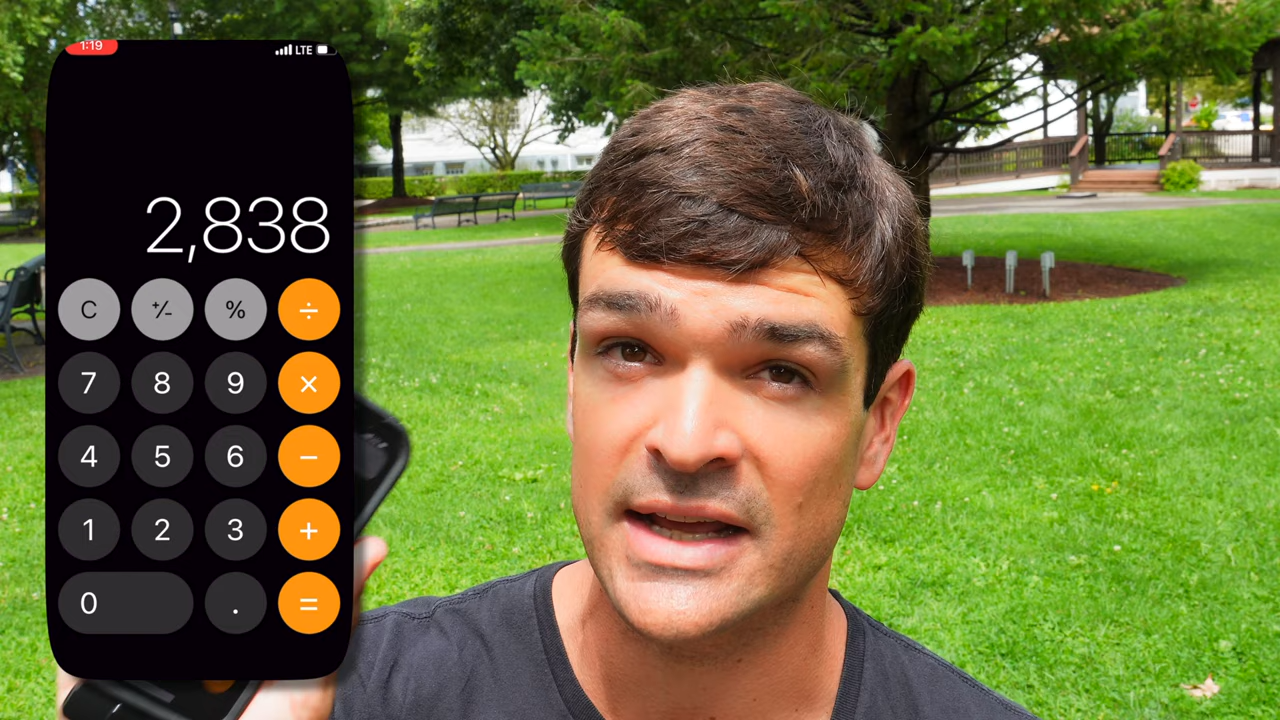 1:19 LTE
2,838
C +/- % ÷
7 8 9 ×
4 5 6 −
1 2 3 +
0 . =